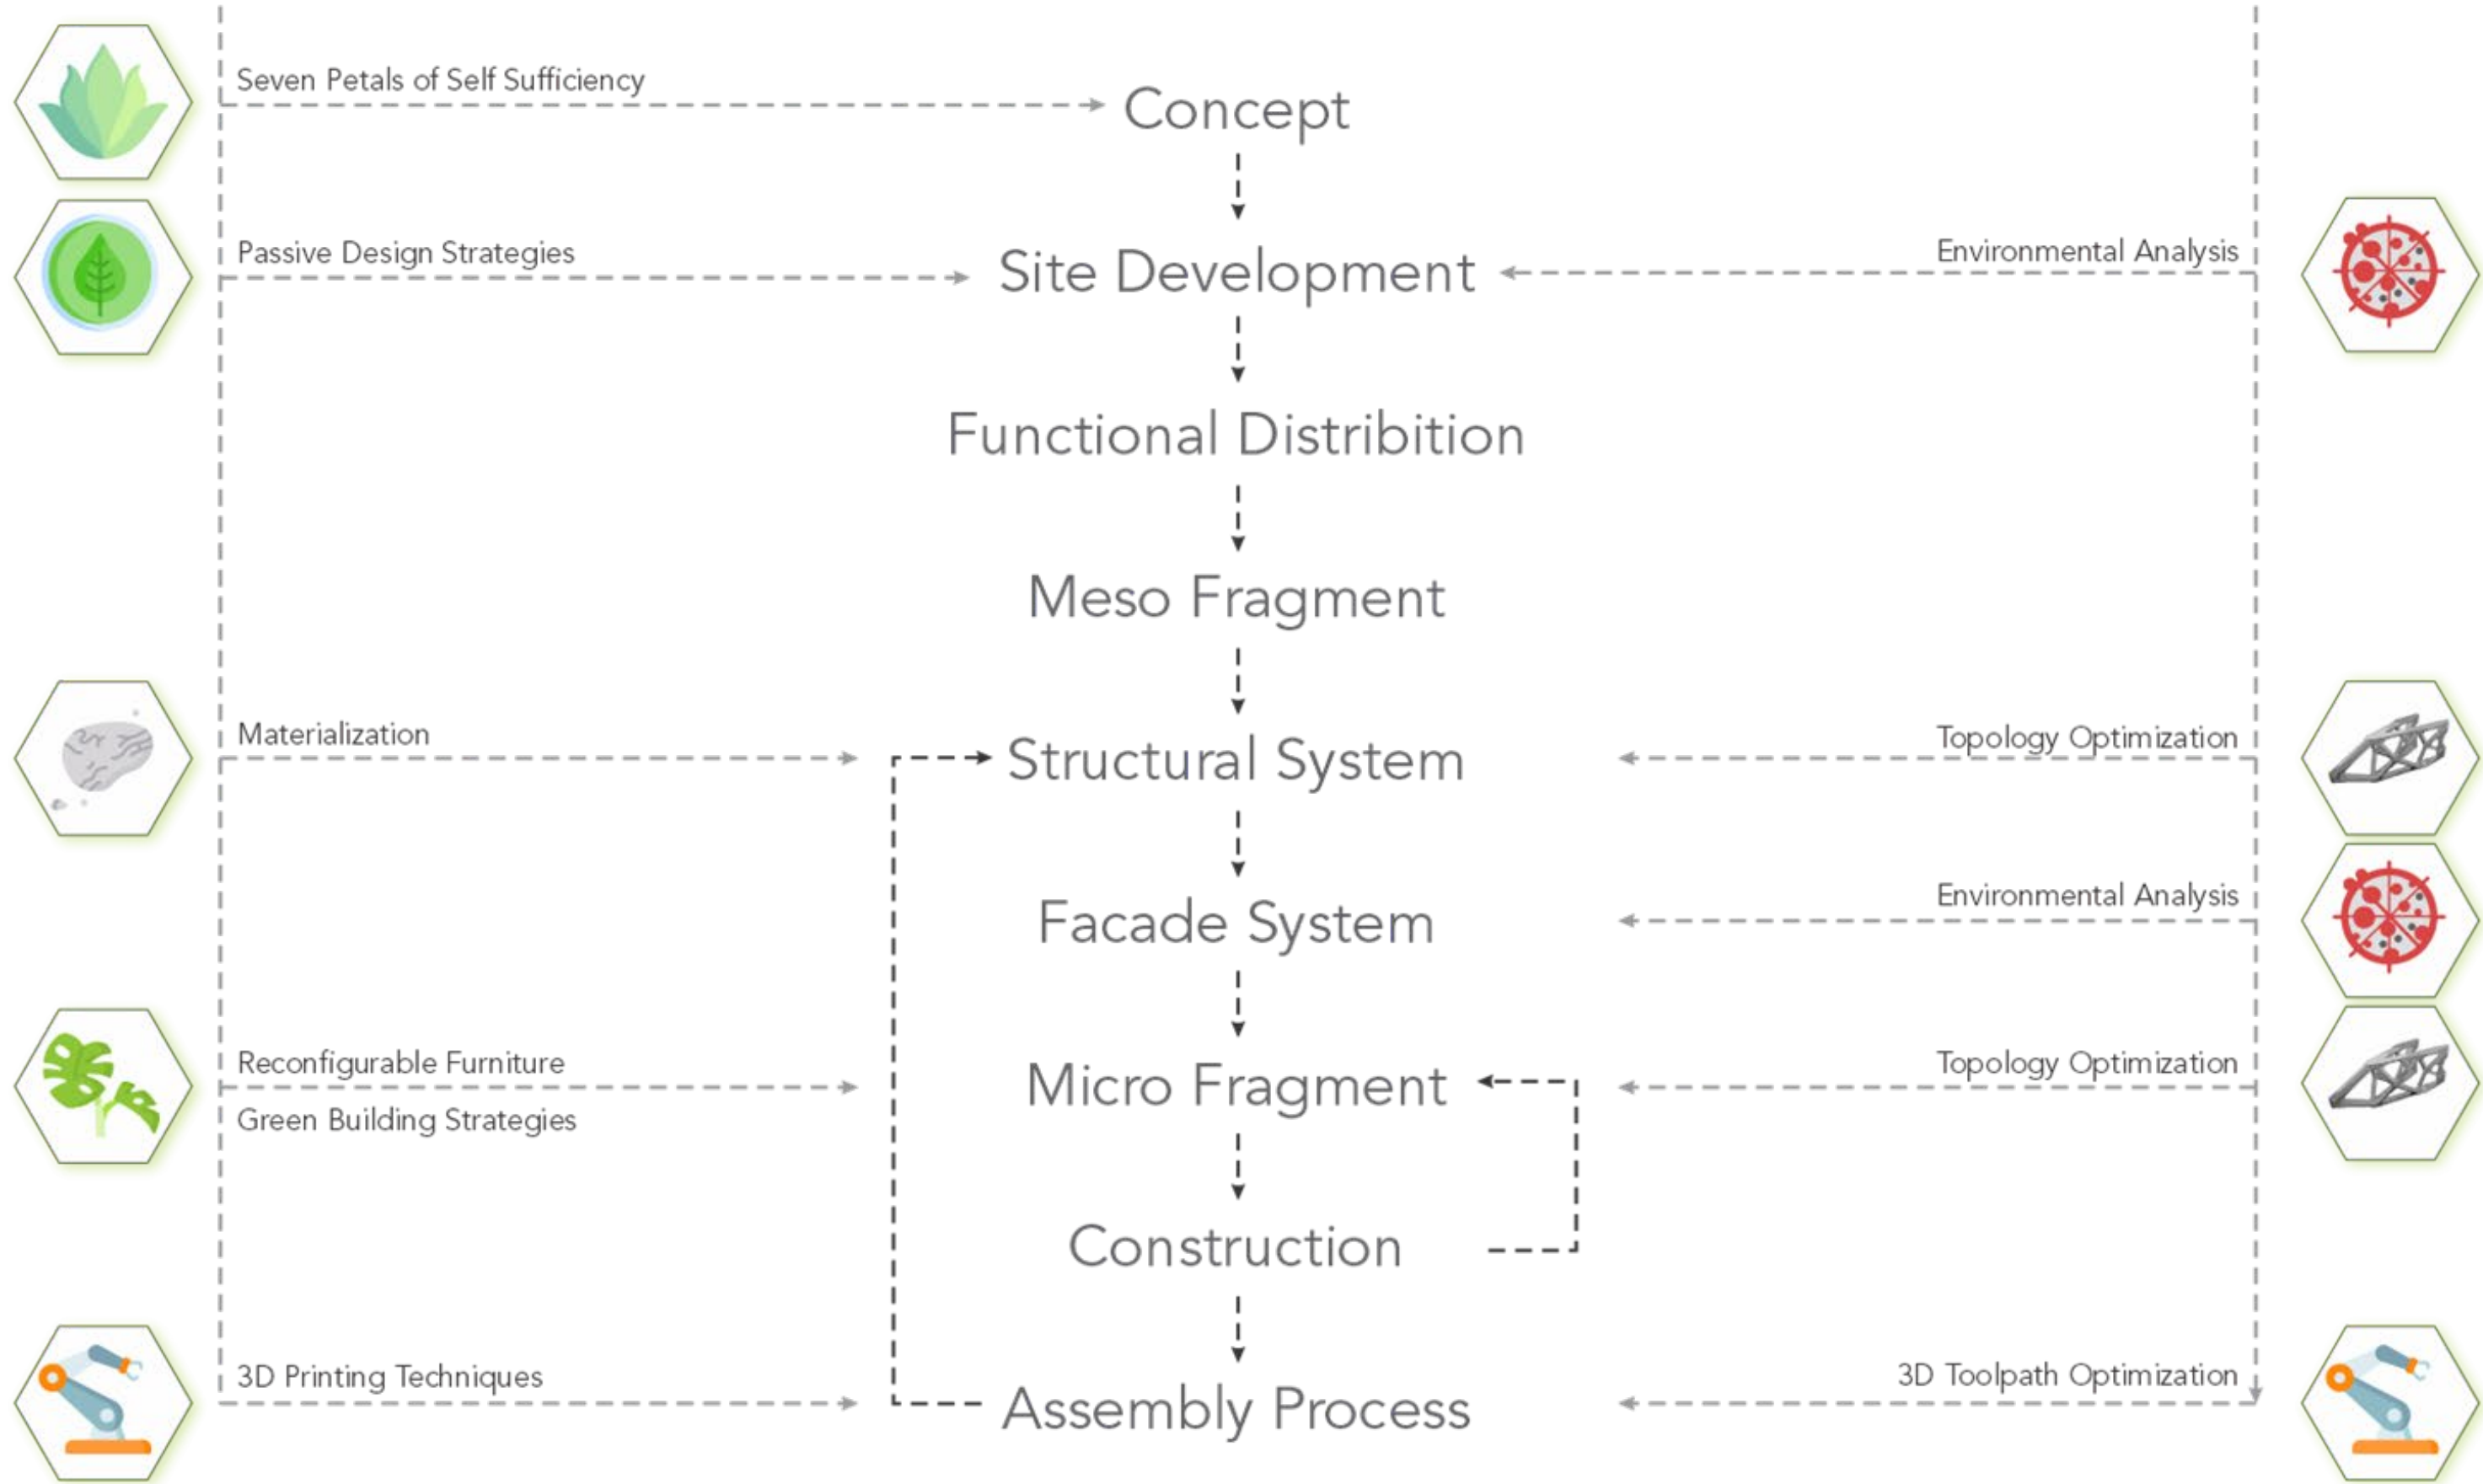 Seven Petals of Self Sufficiency
Concept
Passive Design Strategies
Site Development
Environmental Analysis
Functional Distribition
Meso Fragment
Materialization
Structural System
Topology Optimization
Facade System
Environmental Analysis
Reconfigurable Furniture
Green Building Strategies
Micro Fragment
Topology Optimization
Construction
3D Printing Techniques
Assembly Process
3D Toolpath Optimization